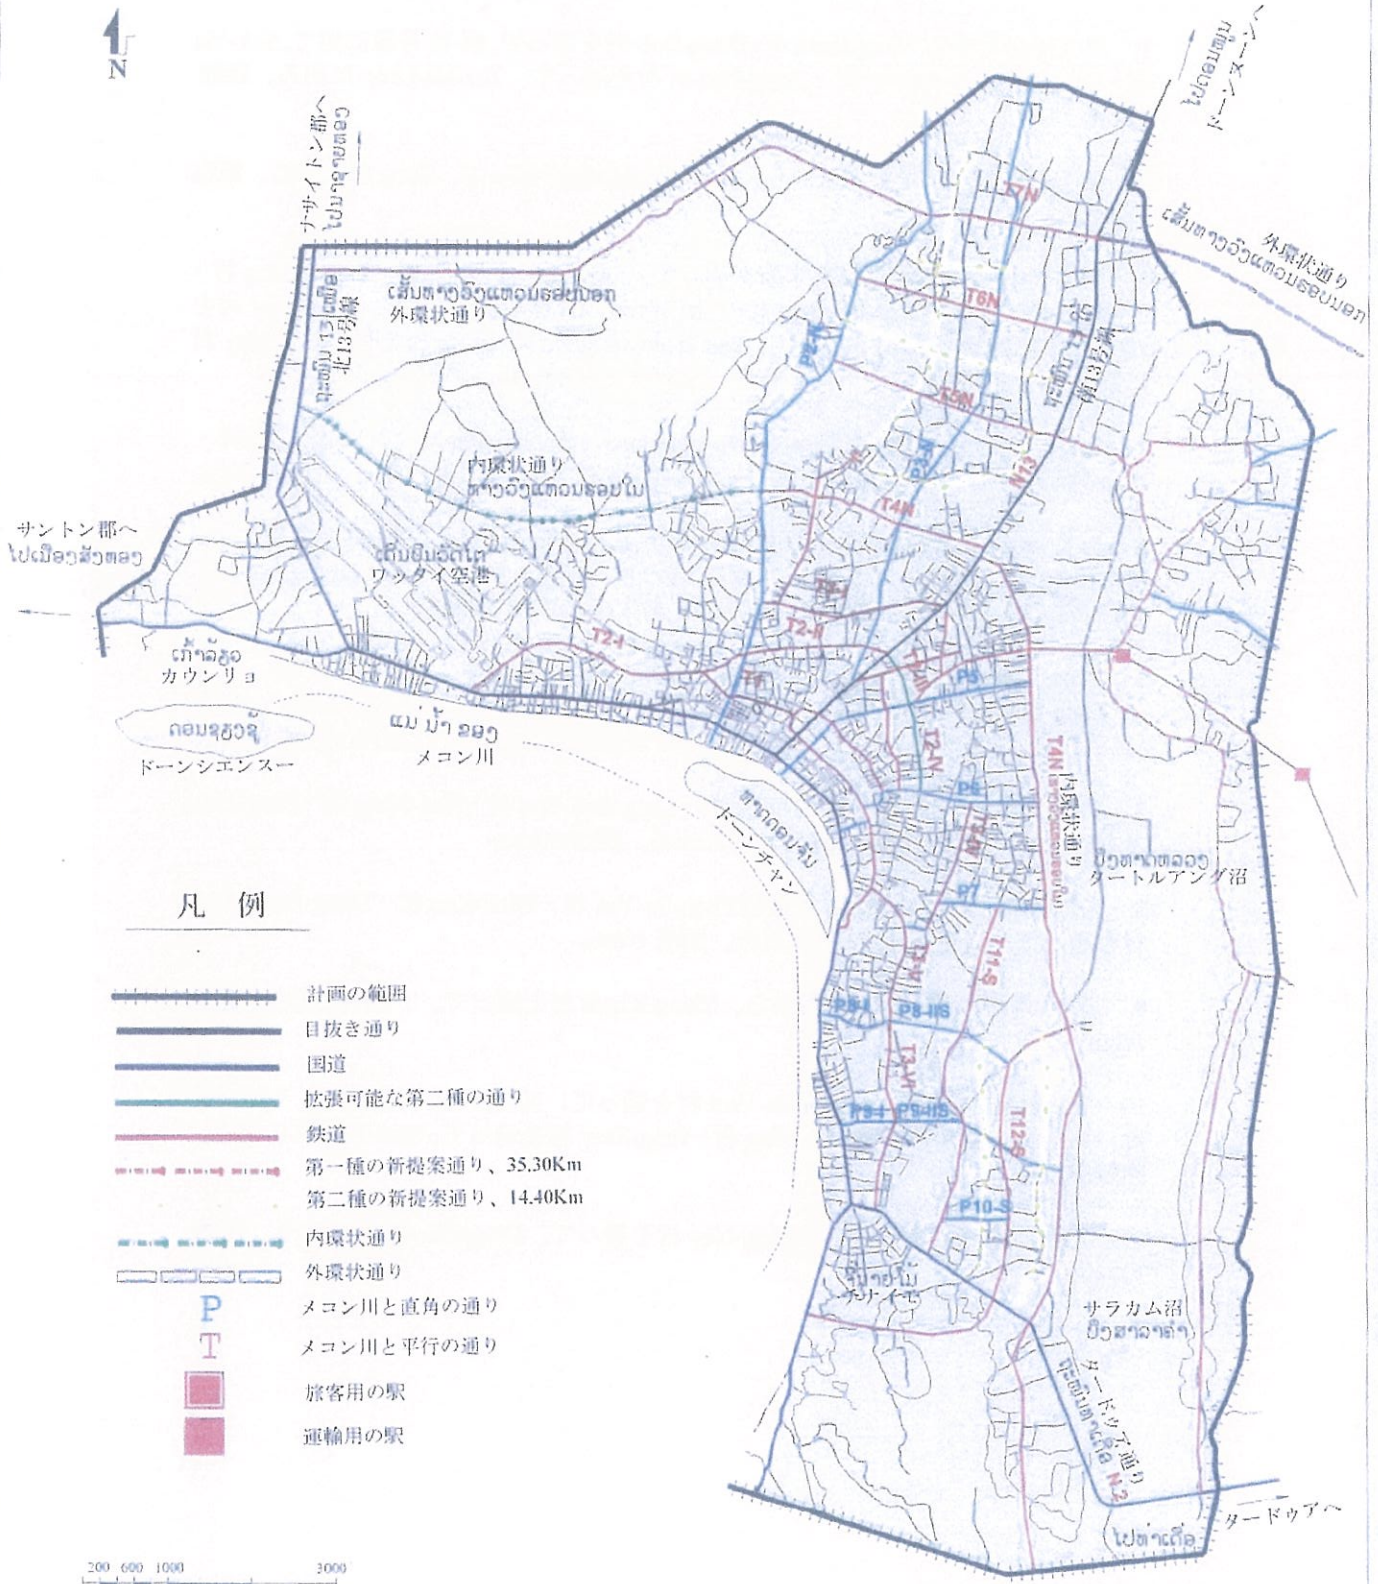 N
ナサイトン郡へ
ໄປນາຊາຍທອງ
ໄປດອນໜູນ
ドーンヌーンへ
ເສັ້ນທາງວົງແຫວນຮອບນອກ
外環状通り
ເສັ້ນທາງວົງແຫວນຮອບນອກ
外環状通り
北13号線
T7N
T6N
T5N
T4N
N13
南13号線
内環状通り
ທາງວົງແຫວນຮອບໃນ
サントン郡へ
ໄປເມືອງສັງທອງ
ワッタイ空港
T2-I
T2-II
ເກົ້າລ້ຽວ
カウンリョ
ດອນຊຽງຊູ້
ドーンシエンスー
ແມ່ ນ້ຳ ຂອງ
メコン川
ຫາດດອນຈັນ
ドーンチャン
P5
T2-IV
P6
T4N
内環状通り
P7
ບຶງທາດຫລວງ
タートルアング沼
T11-S
P8-I
P8-IIS
T3-VI
P9-I
P9-IIS
T12-S
P10-S
サラカム沼
ບຶງສາລາຄຳ
タードゥア通り
N.2
タードゥアへ
ໄປທ່າເດື່ອ
凡 例
計画の範囲
目抜き通り
国道
拡張可能な第二種の通り
鉄道
第一種の新提案通り、35.30Km
第二種の新提案通り、14.40Km
内環状通り
外環状通り
P メコン川と直角の通り
T メコン川と平行の通り
旅客用の駅
運輸用の駅
200 600 1000 3000